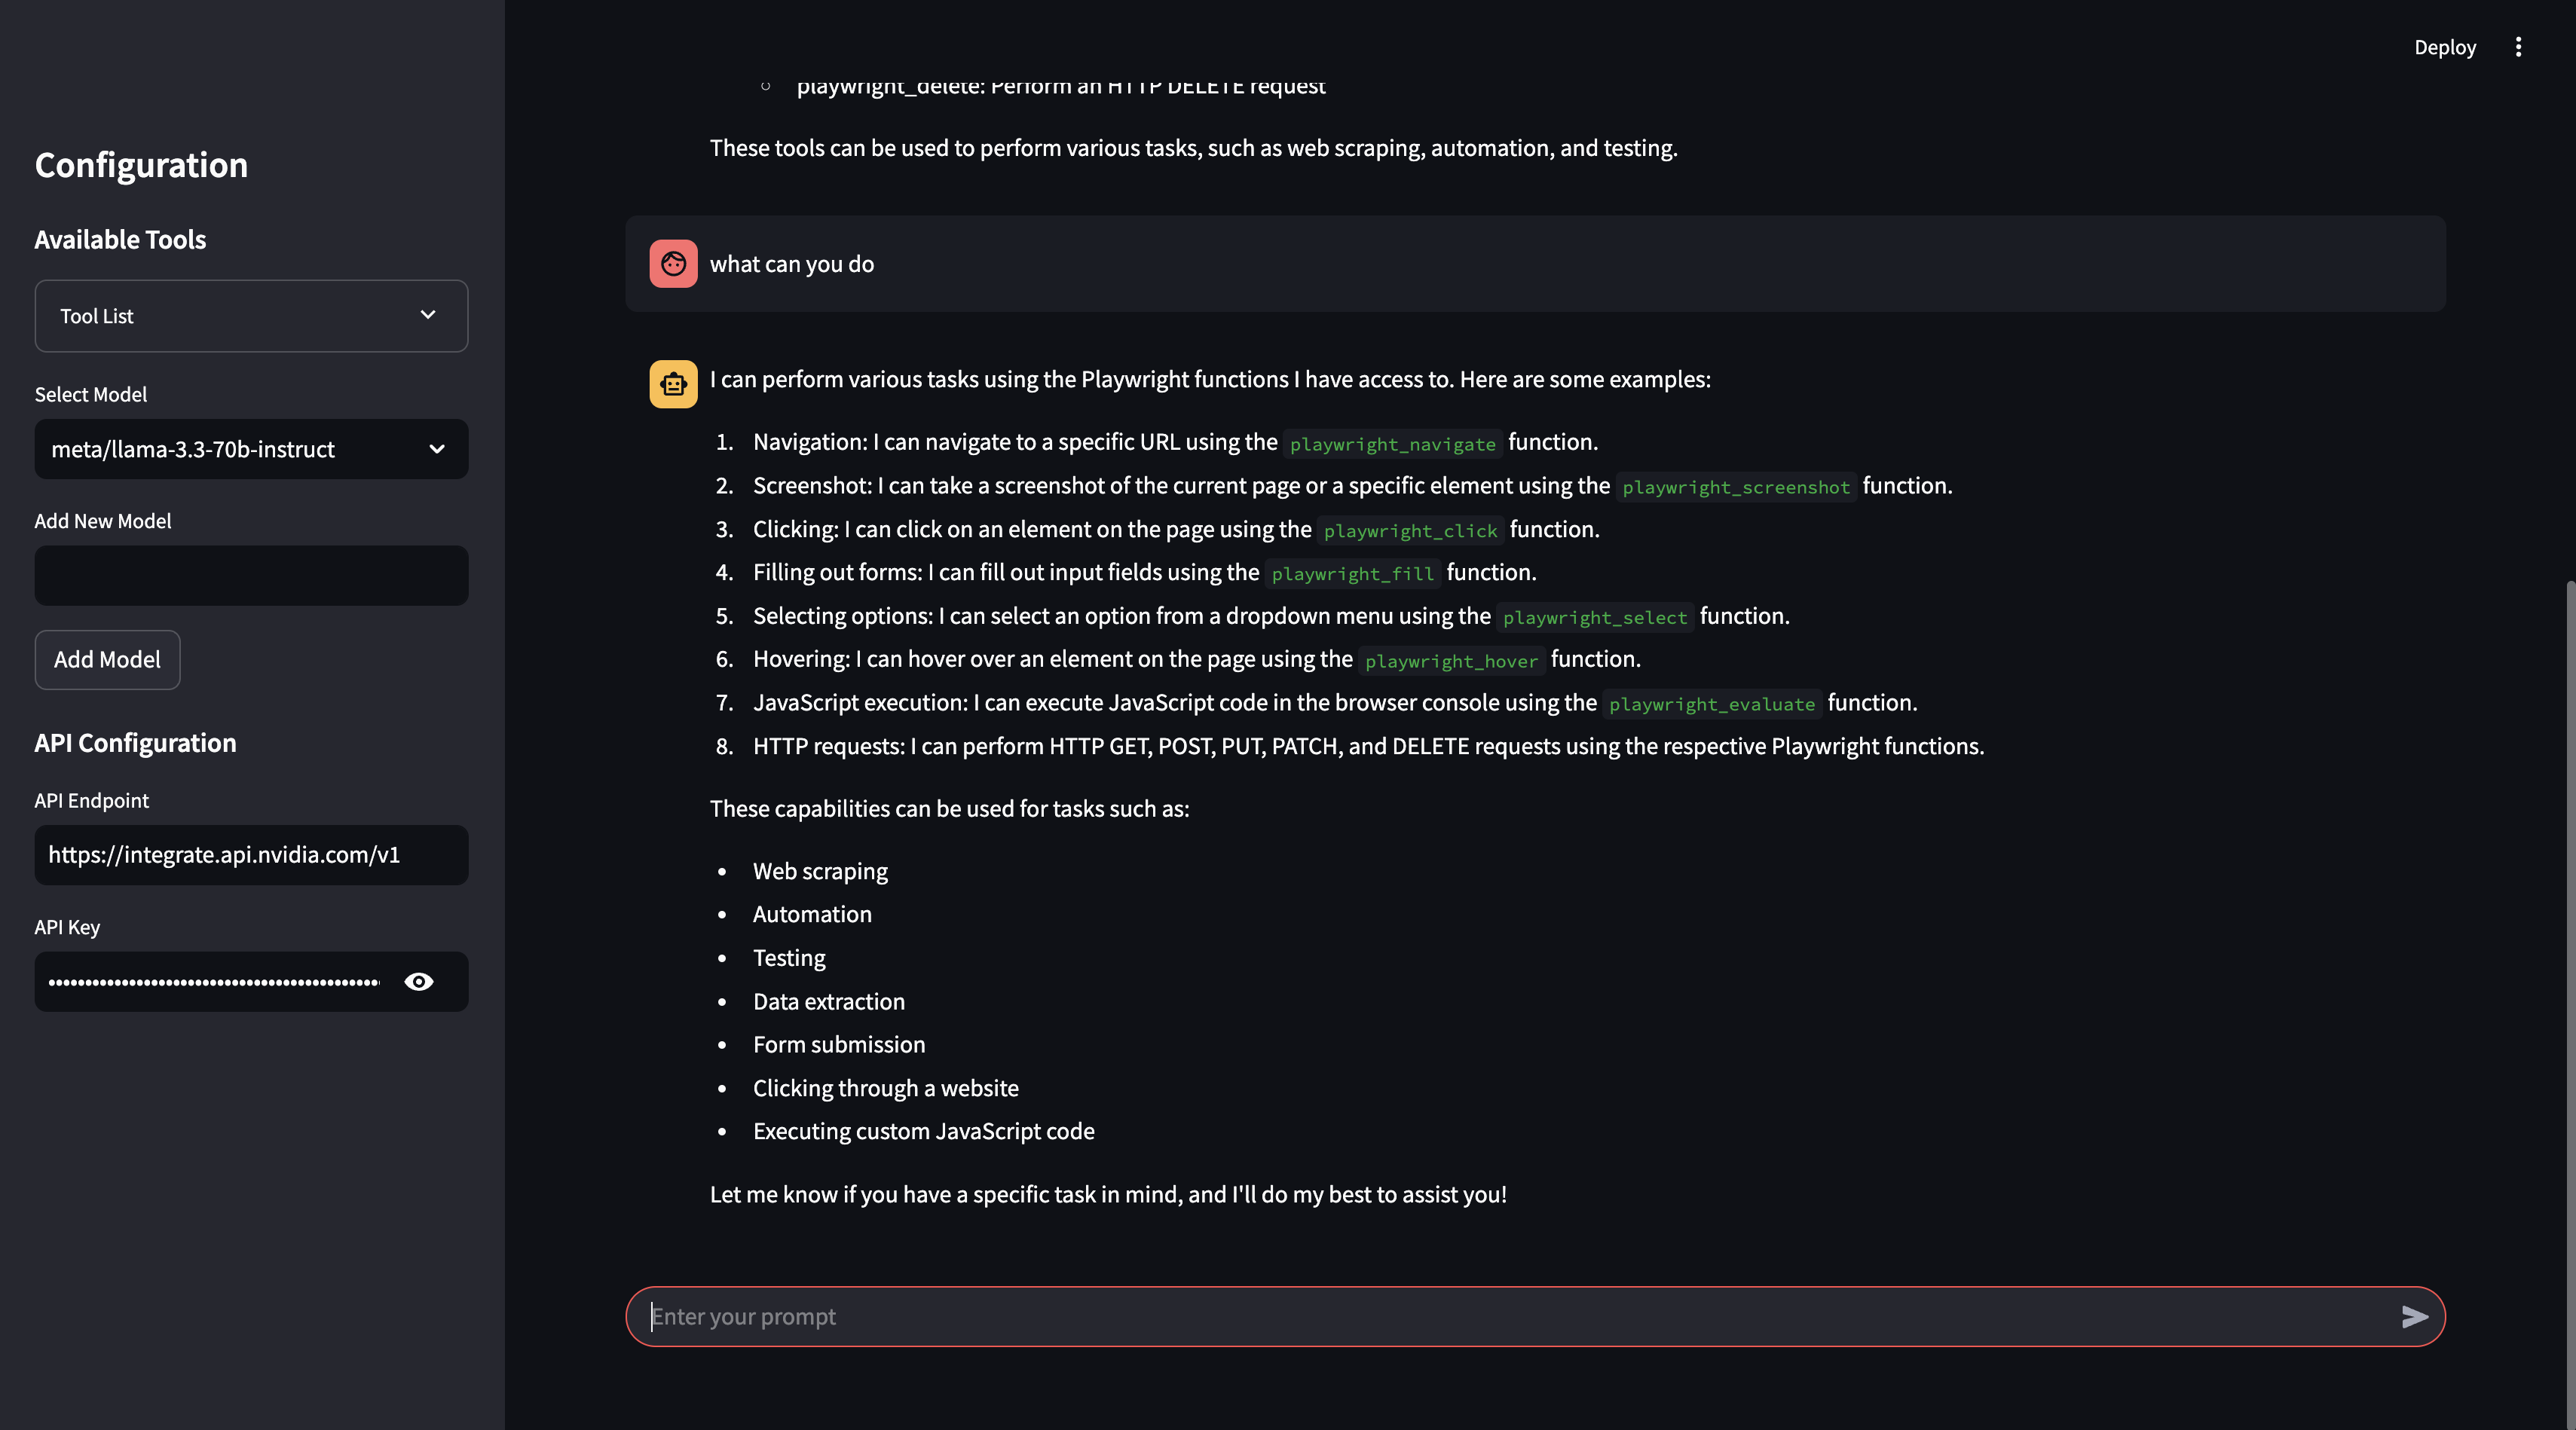 Deploy
Configuration
Available Tools
Tool List
Select Model
meta/llama-3.3-70b-instruct
Add New Model
Add Model
API Configuration
API Endpoint
https://integrate.api.nvidia.com/v1
API Key
playwright_delete: Perform an HTTP DELETE request
These tools can be used to perform various tasks, such as web scraping, automation, and testing.
what can you do
I can perform various tasks using the Playwright functions I have access to. Here are some examples:
1. Navigation: I can navigate to a specific URL using the playwright_navigate function.
2. Screenshot: I can take a screenshot of the current page or a specific element using the playwright_screenshot function.
3. Clicking: I can click on an element on the page using the playwright_click function.
4. Filling out forms: I can fill out input fields using the playwright_fill function.
5. Selecting options: I can select an option from a dropdown menu using the playwright_select function.
6. Hovering: I can hover over an element on the page using the playwright_hover function.
7. JavaScript execution: I can execute JavaScript code in the browser console using the playwright_evaluate function.
8. HTTP requests: I can perform HTTP GET, POST, PUT, PATCH, and DELETE requests using the respective Playwright functions.
These capabilities can be used for tasks such as:
• Web scraping
• Automation
• Testing
• Data extraction
• Form submission
• Clicking through a website
• Executing custom JavaScript code
Let me know if you have a specific task in mind, and I'll do my best to assist you!
Enter your prompt